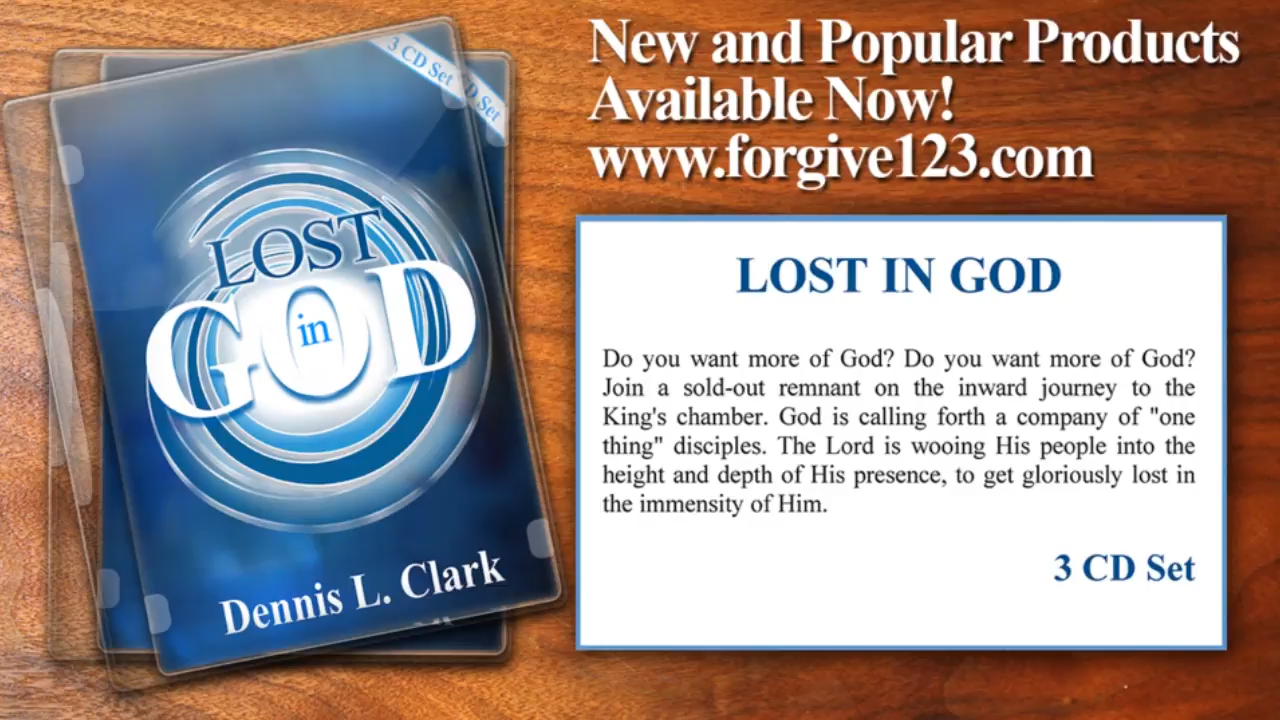 3 CD Set
D Set
LOST
in
GOD
Dennis L. Clark
New and Popular Products
Available Now!
www.forgive123.com
LOST IN GOD
Do you want more of God? Do you want more of God?
Join a sold-out remnant on the inward journey to the
King's chamber. God is calling forth a company of "one
thing" disciples. The Lord is wooing His people into the
height and depth of His presence, to get gloriously lost in
the immensity of Him.
3 CD Set